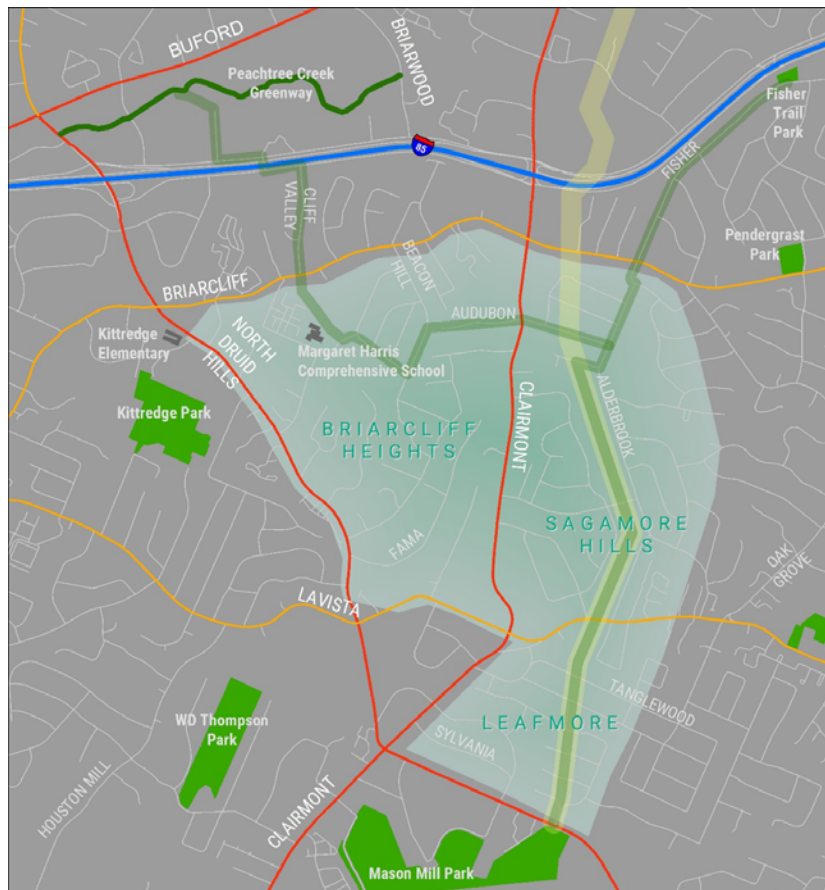 BUFORD
BRIARWOOD
Peachtree Creek
Greenway
85
Fisher
Trail
Park
FISHER
CLIFF
VALLEY
Pendergrast
Park
BEACON
HILL
BRIARCLIFF
AUDUBON
Kittredge
Elementary
NORTH
DRUID
HILLS
Margaret Harris
Comprehensive School
Kittredge Park
CLAIRMONT
ALDERBROOK
BRIARCLIFF
HEIGHTS
SAGAMORE
HILLS
FAMA
OAK
GROVE
LAVISTA
TANGLEWOOD
WD Thompson
Park
LEAFMORE
SYLVANIA
HOUSTON MILL
CLAIRMONT
Mason Mill Park